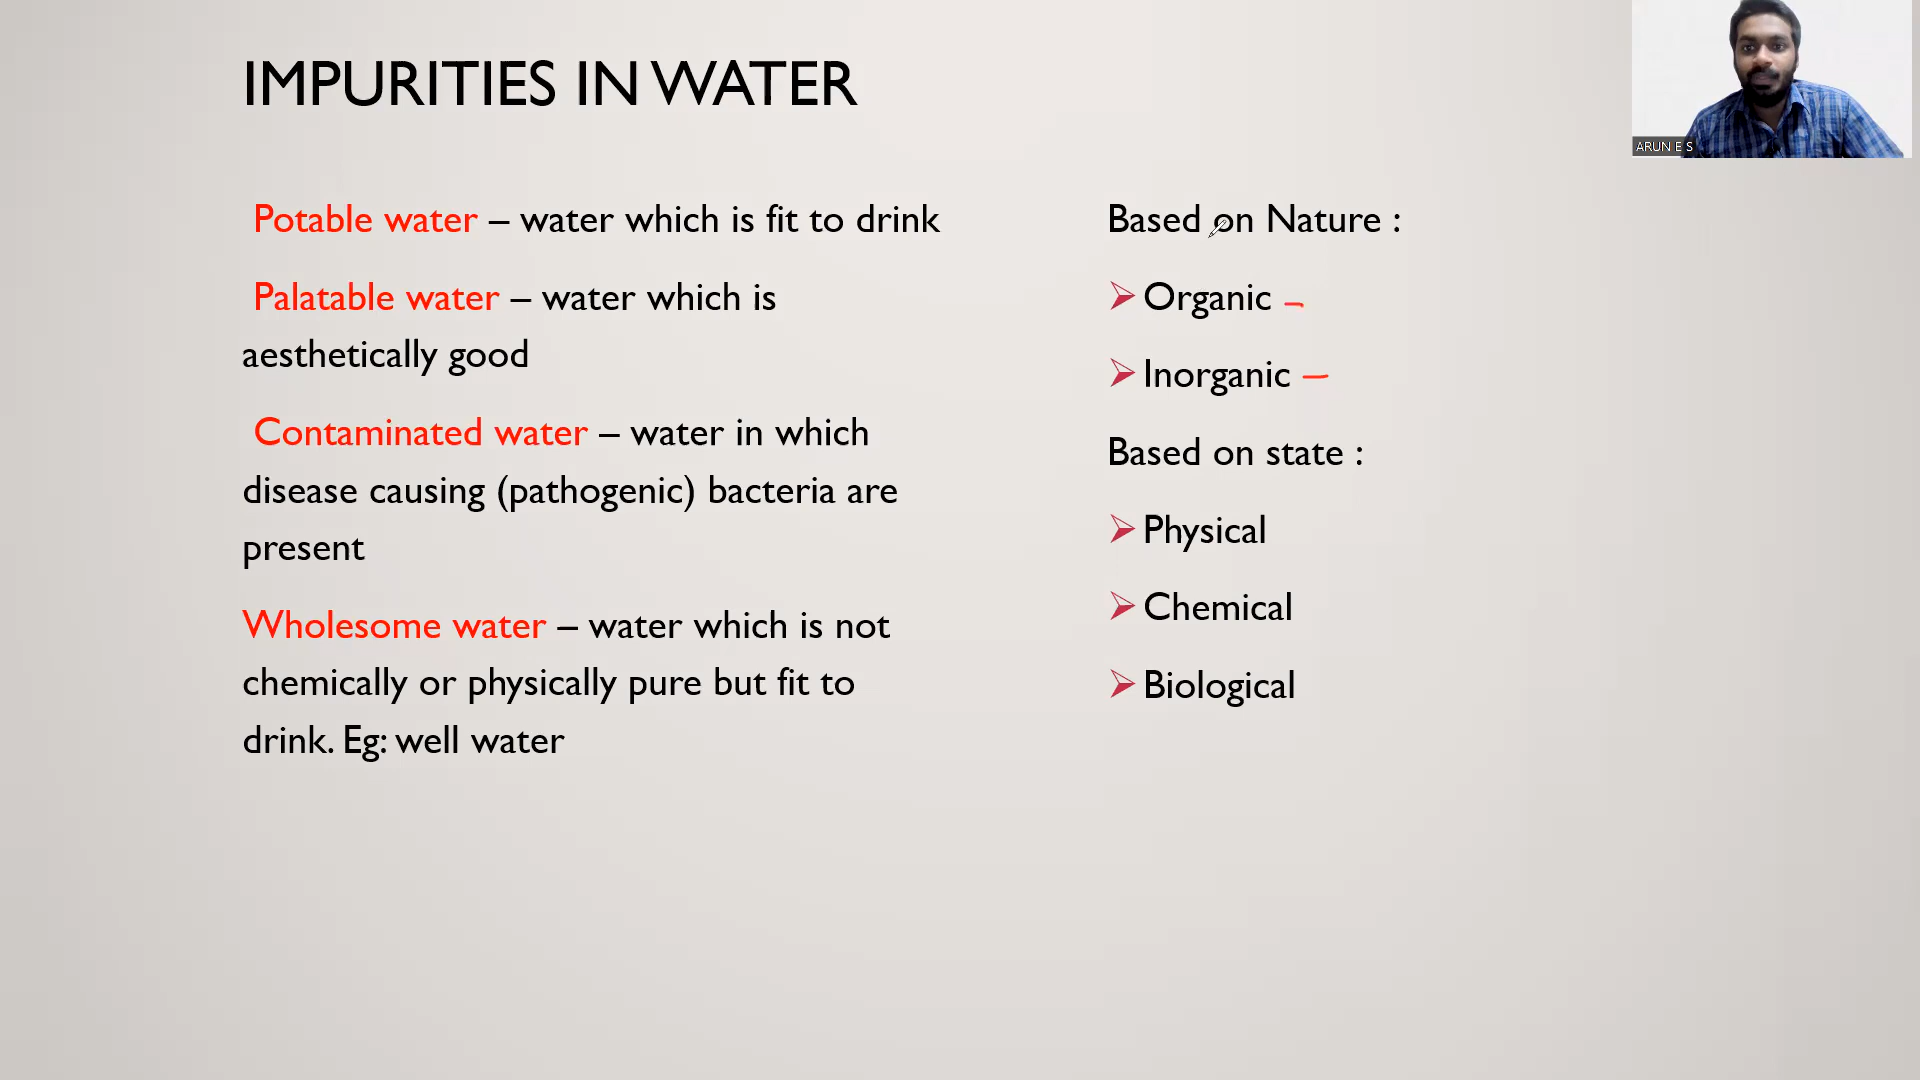 IMPURITIES IN WATER
ARUN E S
Potable water – water which is fit to drink
Palatable water – water which is
aesthetically good
Contaminated water – water in which
disease causing (pathogenic) bacteria are
present
Wholesome water – water which is not
chemically or physically pure but fit to
drink. Eg: well water
Based on Nature :
Organic
Inorganic
Based on state :
Physical
Chemical
Biological